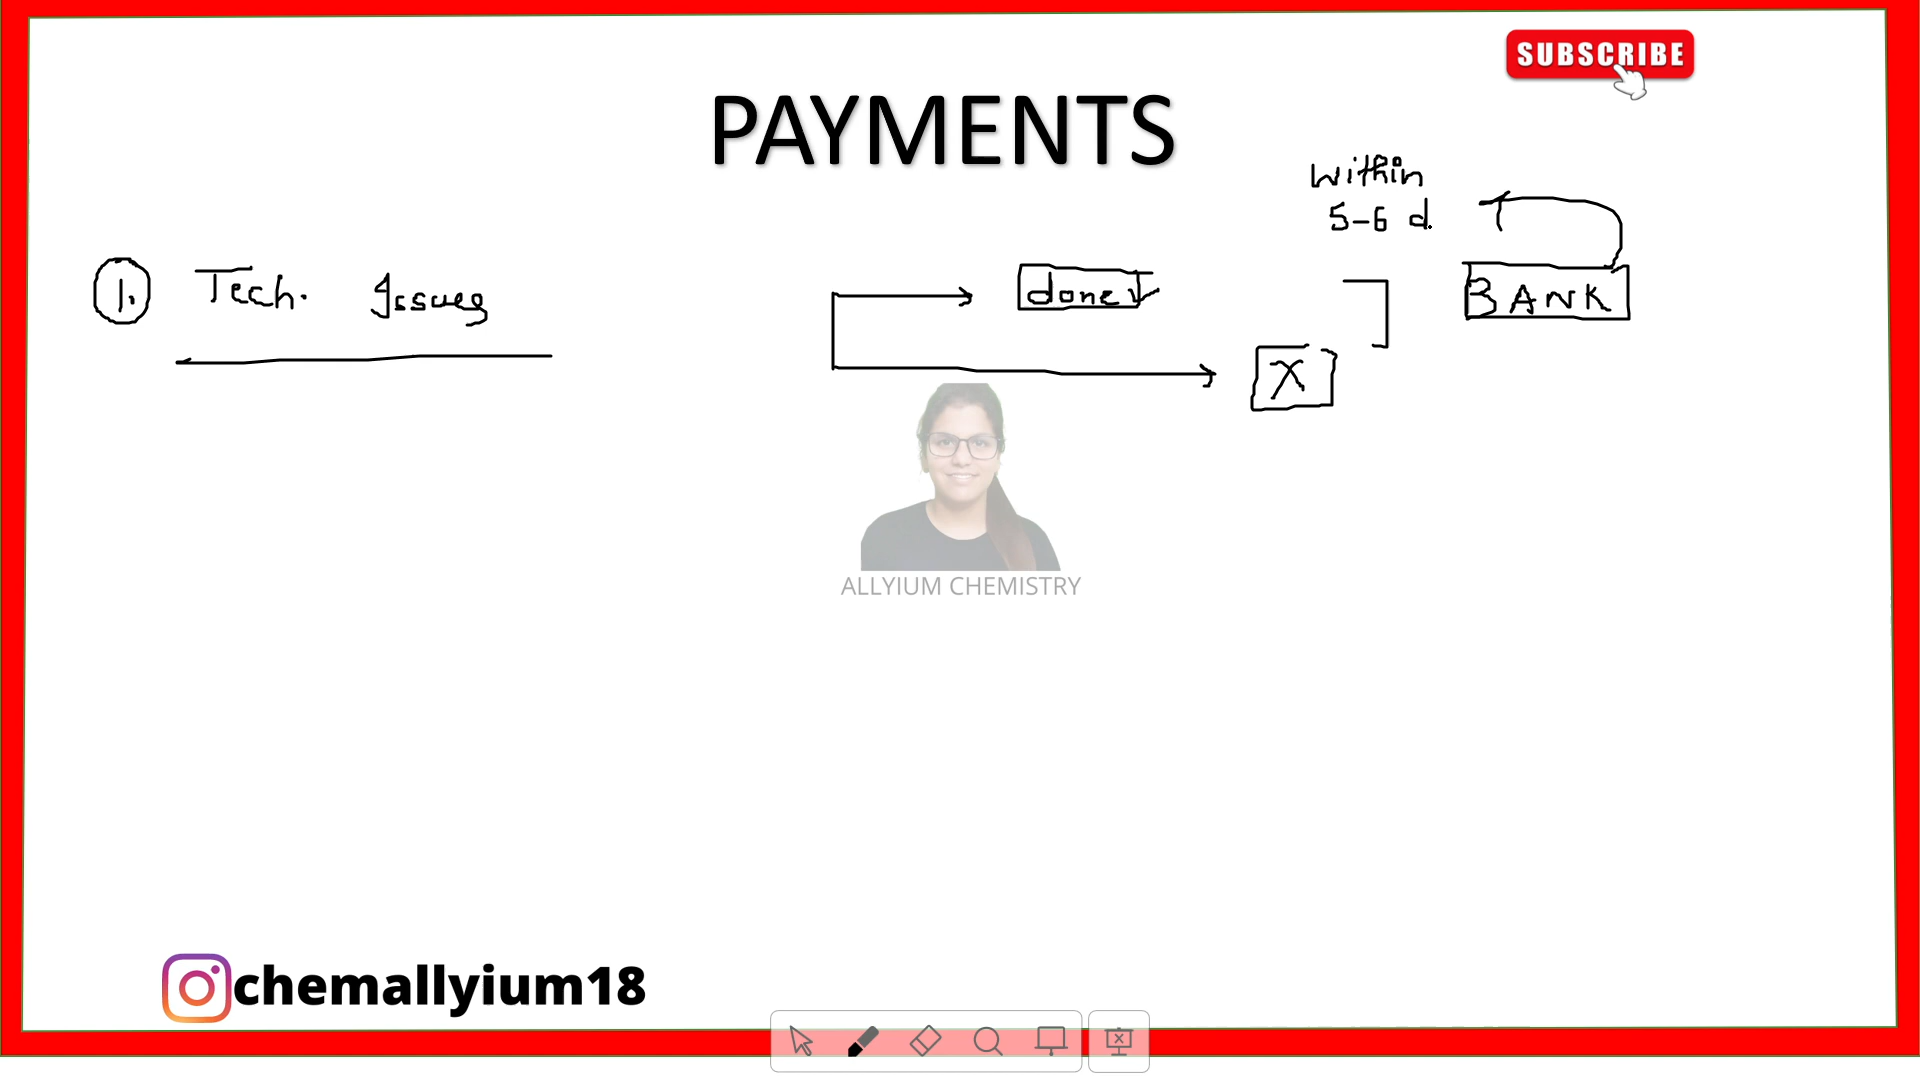 SUBSCRIBE
PAYMENTS
within
5-6 d.
1. Tech. Issues
done
BANK
X
ALLYIUM CHEMISTRY
chemallyium18